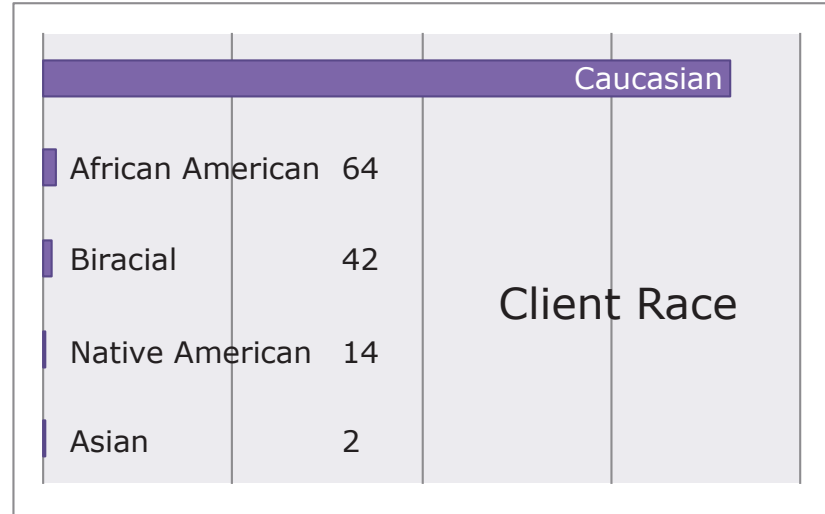 Caucasian
African American 64
Biracial 42
Client Race
Native American 14
Asian 2